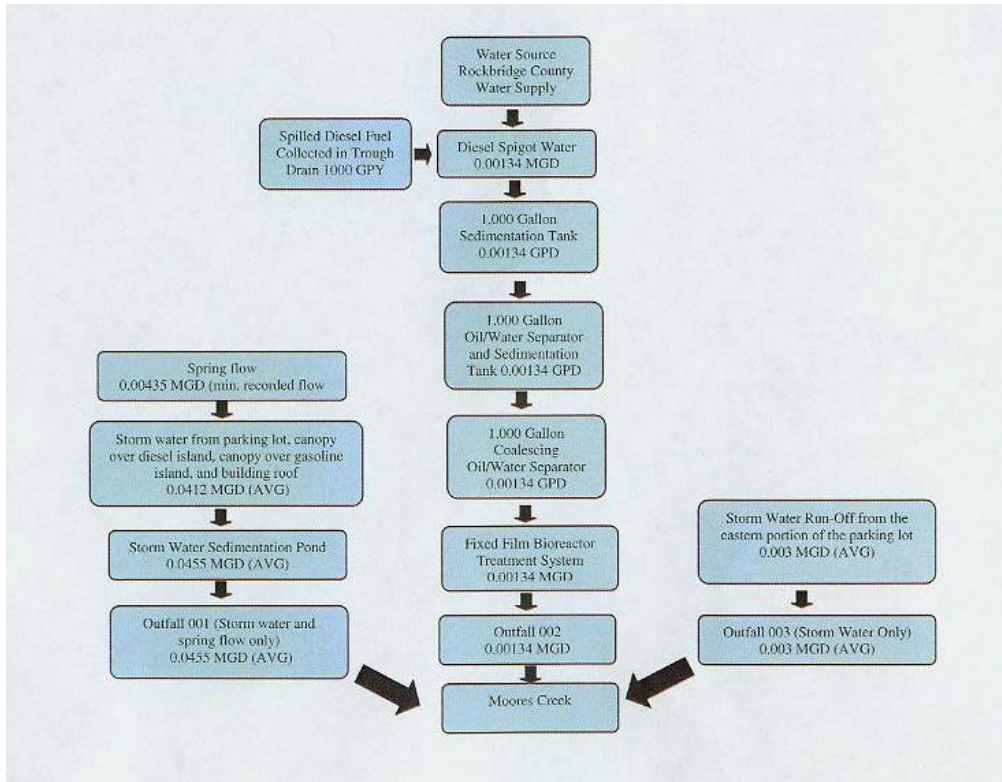 Water Source
Rockbridge County
Water Supply
Spilled Diesel Fuel
Collected in Trough
Drain 1000 GPY
Diesel Spigot Water
0.00134 MGD
1,000 Gallon
Sedimentation Tank
0.00134 GPD
1,000 Gallon
Oil/Water Separator
and Sedimentation
Tank 0.00134 GPD
1,000 Gallon
Coalescing
Oil/Water Separator
0.00134 GPD
Fixed Film Bioreactor
Treatment System
0.00134 MGD
Outfall 002
0.00134 MGD
Spring flow
0.00435 MGD (min. recorded flow
Storm water from parking lot, canopy
over diesel island, canopy over gasoline
island, and building roof
0.0412 MGD (AVG)
Storm Water Sedimentation Pond
0.0455 MGD (AVG)
Outfall 001 (Storm water and
spring flow only)
0.0455 MGD (AVG)
Storm Water Run-Off from the
eastern portion of the parking lot
0.003 MGD (AVG)
Outfall 003 (Storm Water Only)
0.003 MGD (AVG)
Moores Creek